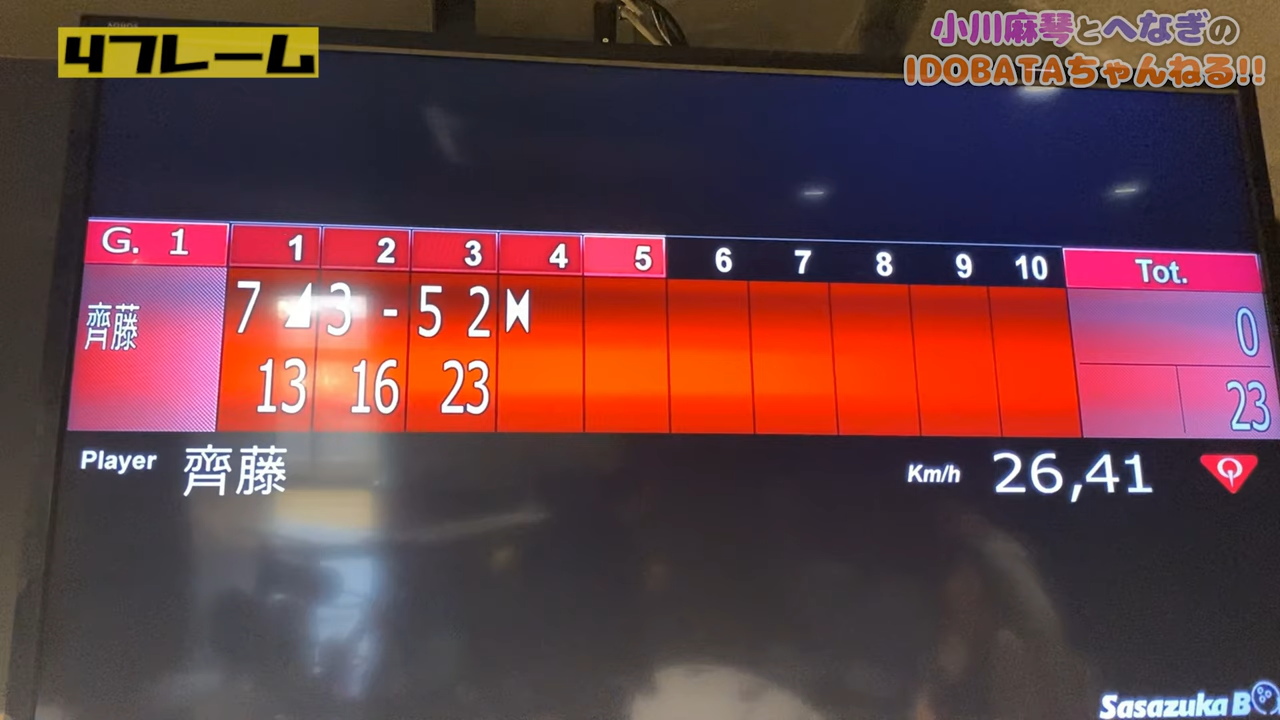 4フレーム
小川麻琴とへなぎの
IDOBATAちゃんねる!!
G. 1 1 2 3 4 5 6 7 8 9 10 Tot.
齊藤 7 3 - 5 2 0
13 16 23 23
Player 齊藤 Km/h 26,41
Sasazuka B